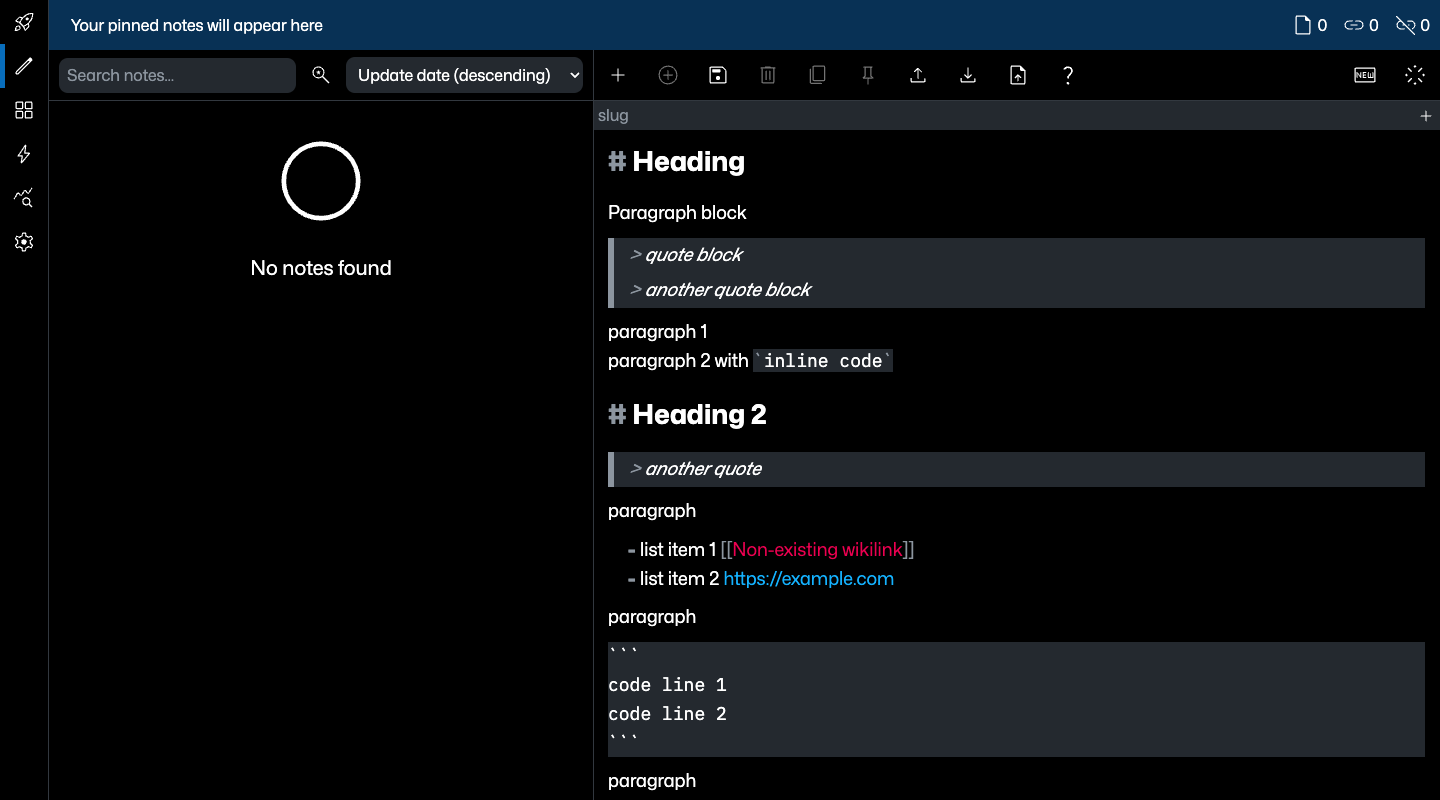 Your pinned notes will appear here
0 0 0
Search notes...
Update date (descending)
NEW
slug
No notes found
# Heading
Paragraph block
> quote block
> another quote block
paragraph 1
paragraph 2 with `inline code`
# Heading 2
> another quote
paragraph
- list item 1 [[Non-existing wikilink]]
- list item 2 https://example.com
paragraph
```
code line 1
code line 2
```
paragraph